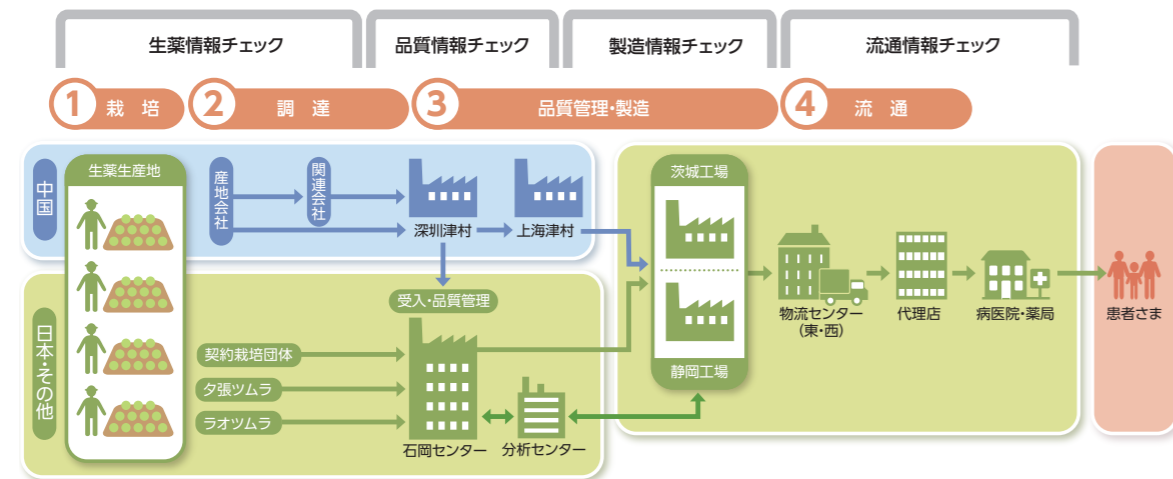 生薬情報チェック
品質情報チェック
製造情報チェック
流通情報チェック
1 栽 培
2 調 達
3 品質管理・製造
4 流 通
中国
生薬生産地
産地会社
関連会社
深圳津村
上海津村
茨城工場
日本・その他
受入・品質管理
契約栽培団体
夕張ツムラ
ラオツムラ
石岡センター
分析センター
静岡工場
物流センター
(東・西)
代理店
病医院・薬局
患者さま